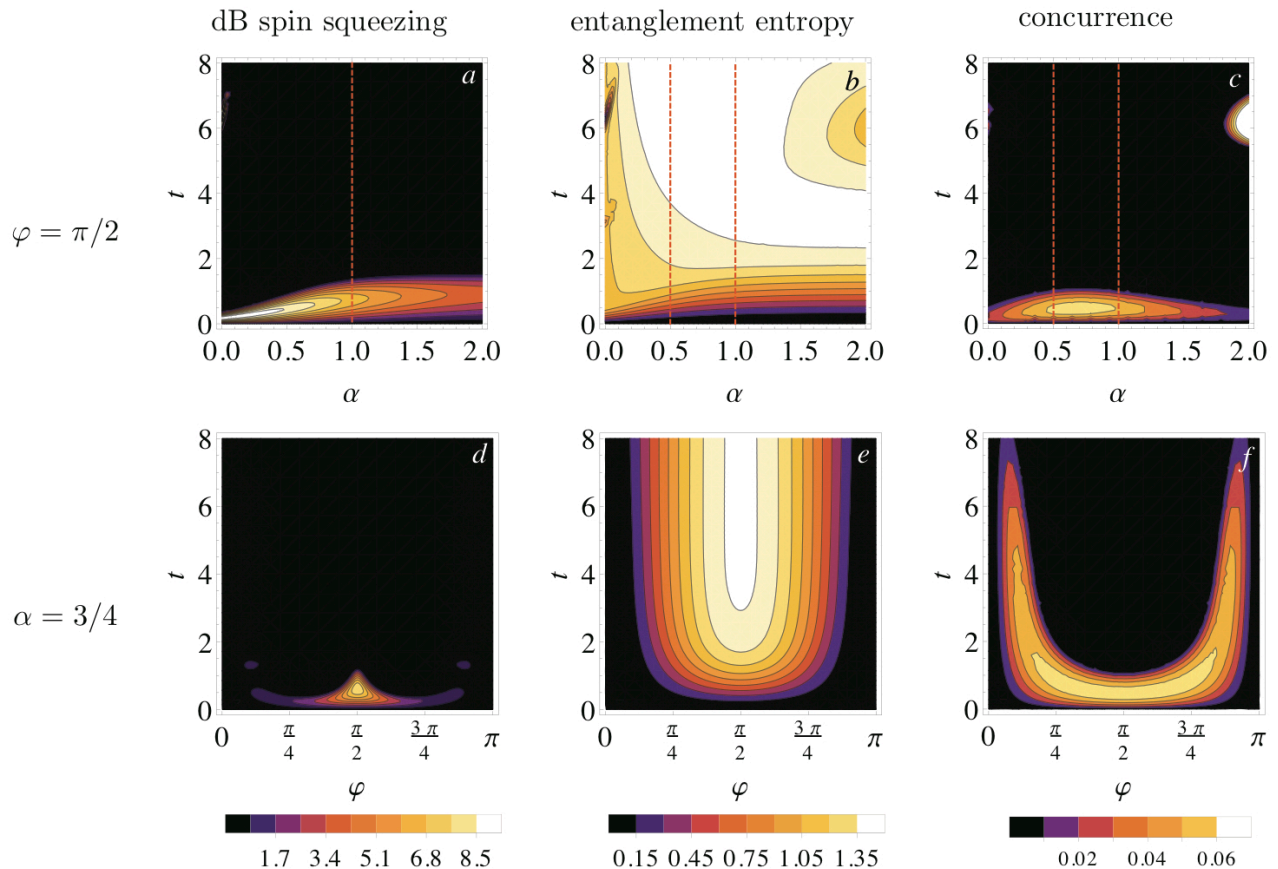 dB spin squeezing entanglement entropy concurrence
φ = π/2
8 a 8 b 8 c
6 6 6
t 4 t 4 t 4
2 2 2
0 0 0
0.0 0.5 1.0 1.5 2.0 0.0 0.5 1.0 1.5 2.0 0.0 0.5 1.0 1.5 2.0
α α α
α = 3/4
8 d 8 e 8 f
6 6 6
t 4 t 4 t 4
2 2 2
0 0 0
0 π/4 π/2 3π/4 π 0 π/4 π/2 3π/4 π 0 π/4 π/2 3π/4 π
φ φ φ
1.7 3.4 5.1 6.8 8.5 0.15 0.45 0.75 1.05 1.35 0.02 0.04 0.06